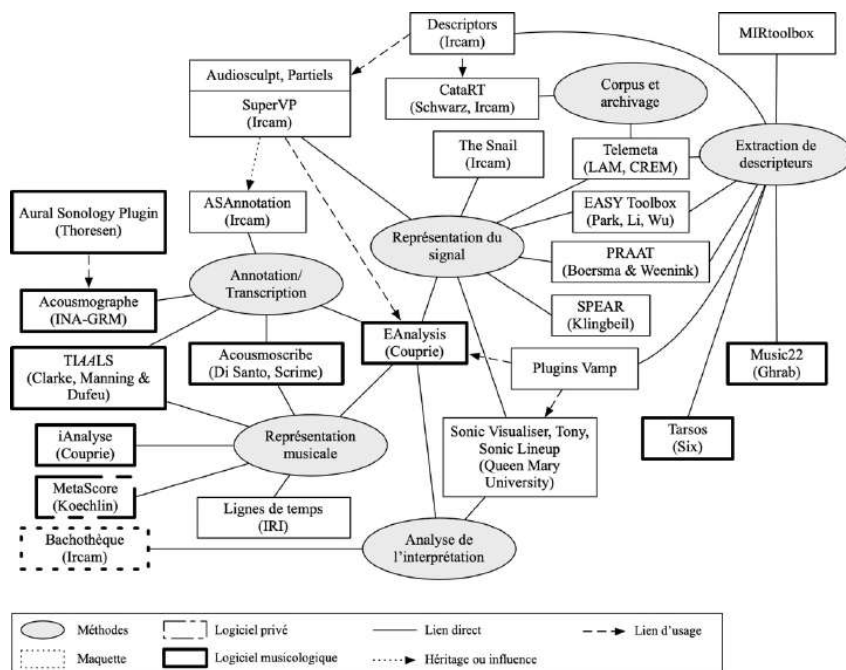 Descriptors
(Ircam)
MIRtoolbox
Audiosculpt, Partiels
SuperVP
(Ircam)
CataRT
(Schwarz, Ircam)
Corpus et
archivage
The Snail
(Ircam)
Telemeta
(LAM, CREM)
Extraction de
descripteurs
Aural Sonology Plugin
(Thoresen)
ASAnnotation
(Ircam)
EASY Toolbox
(Park, Li, Wu)
Représentation du
signal
PRAAT
(Boersma & Weenink)
Annotation/
Transcription
Acousmographe
(INA-GRM)
SPEAR
(Klingbeil)
EAnalysis
(Couprie)
TIAALS
(Clarke, Manning &
Dufeu)
Acousmoscribe
(Di Santo, Scrime)
Plugins Vamp
Music22
(Ghrab)
iAnalyse
(Couprie)
Représentation
musicale
Sonic Visualiser, Tony,
Sonic Lineup
(Queen Mary
University)
Tarsos
(Six)
MetaScore
(Koechlin)
Lignes de temps
(IRI)
Bachothèque
(Ircam)
Analyse de
l'interprétation
Méthodes
Logiciel privé
Lien direct
Lien d'usage
Maquette
Logiciel musicologique
Héritage ou influence